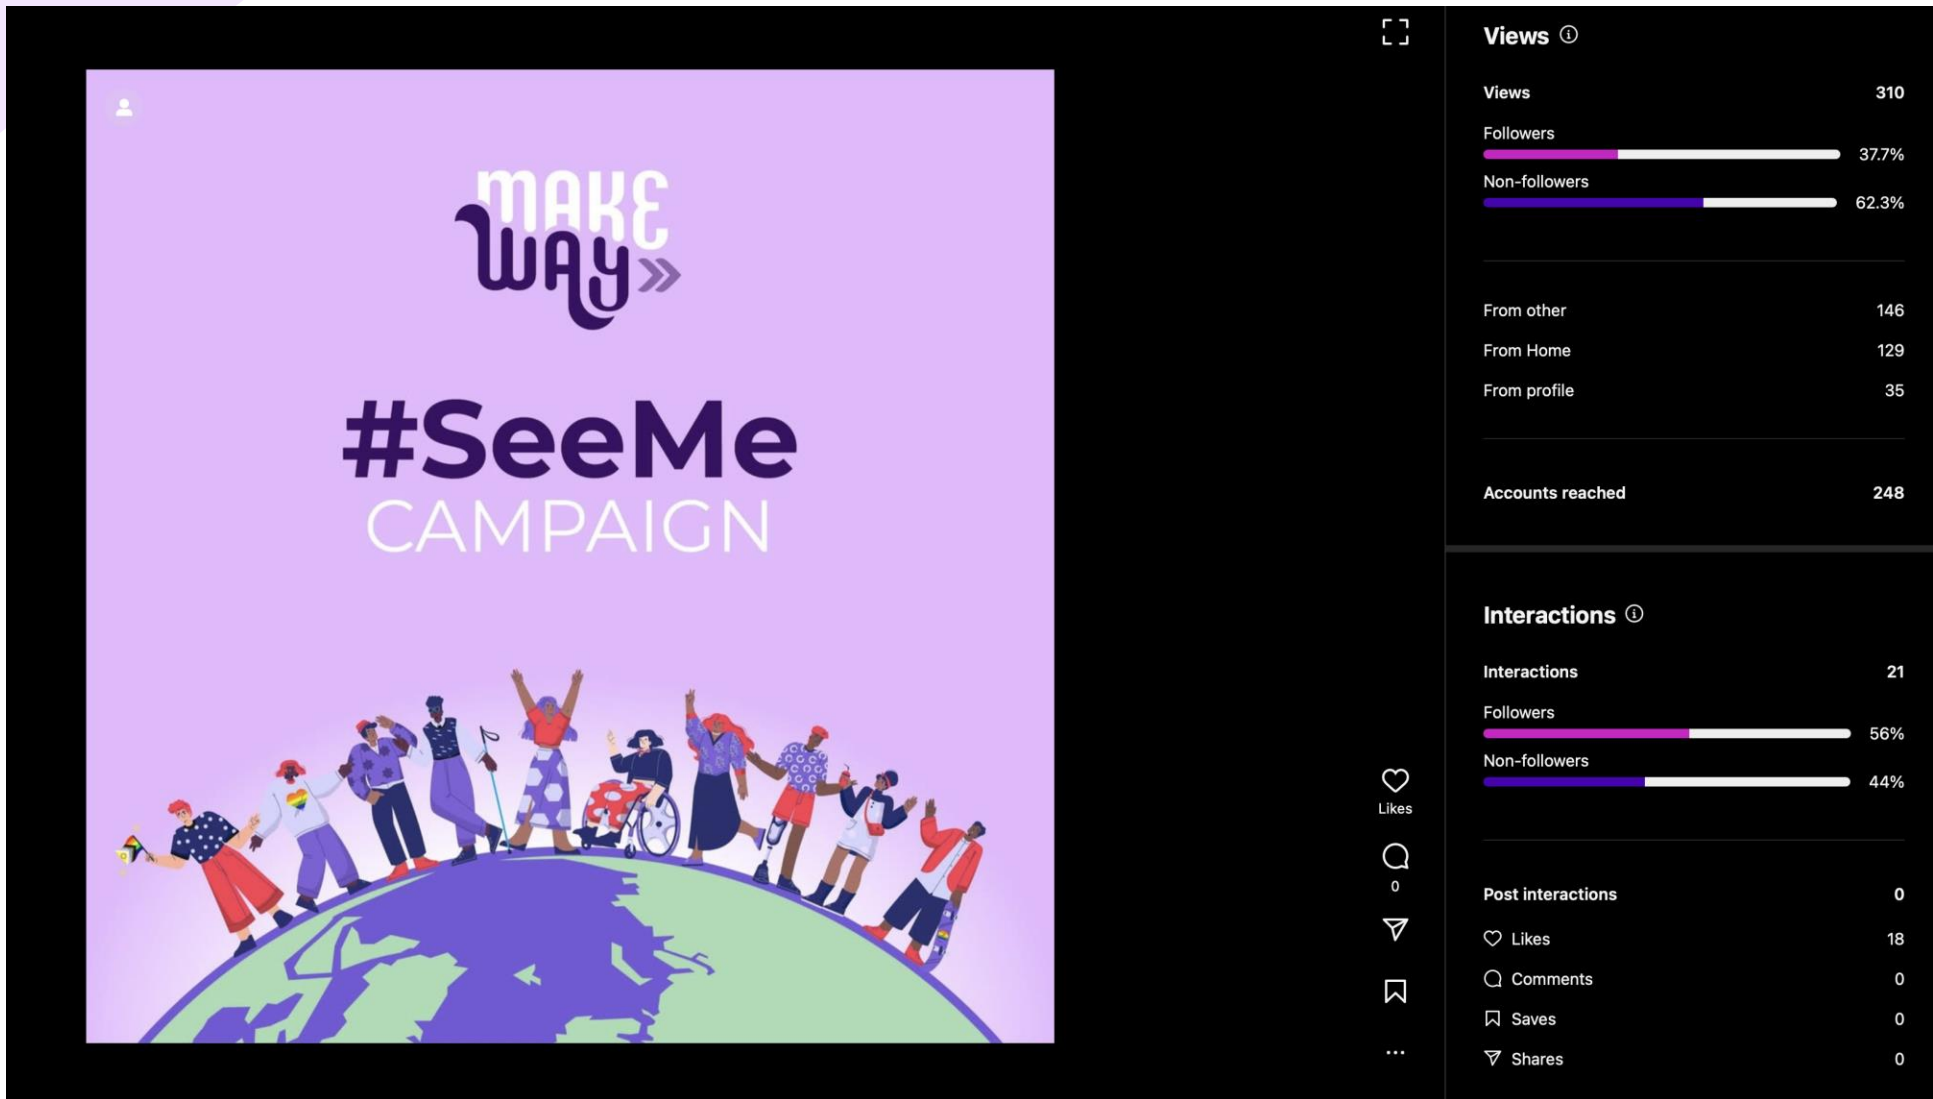 MAKE
WAY
#SeeMe
CAMPAIGN
Likes
0
Views
Views 310
Followers
37.7%
Non-followers
62.3%
From other 146
From Home 129
From profile 35
Accounts reached 248
Interactions
Interactions 21
Followers
56%
Non-followers
44%
Post interactions 0
Likes 18
Comments 0
Saves 0
Shares 0